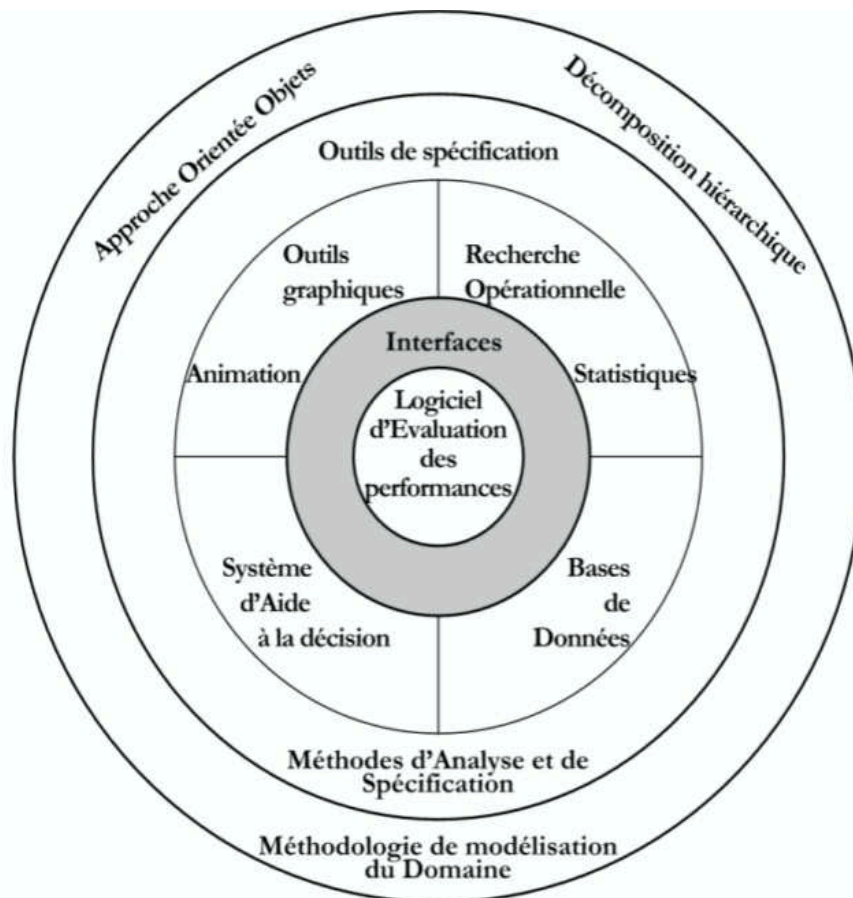 Approche Orientée Objets
Décomposition hiérarchique
Outils de spécification
Outils
graphiques
Recherche
Opérationnelle
Interfaces
Animation
Statistiques
Logiciel
d'Evaluation
des
performances
Système
d'Aide
à la décision
Bases
de
Données
Méthodes d'Analyse et de
Spécification
Méthodologie de modélisation
du Domaine